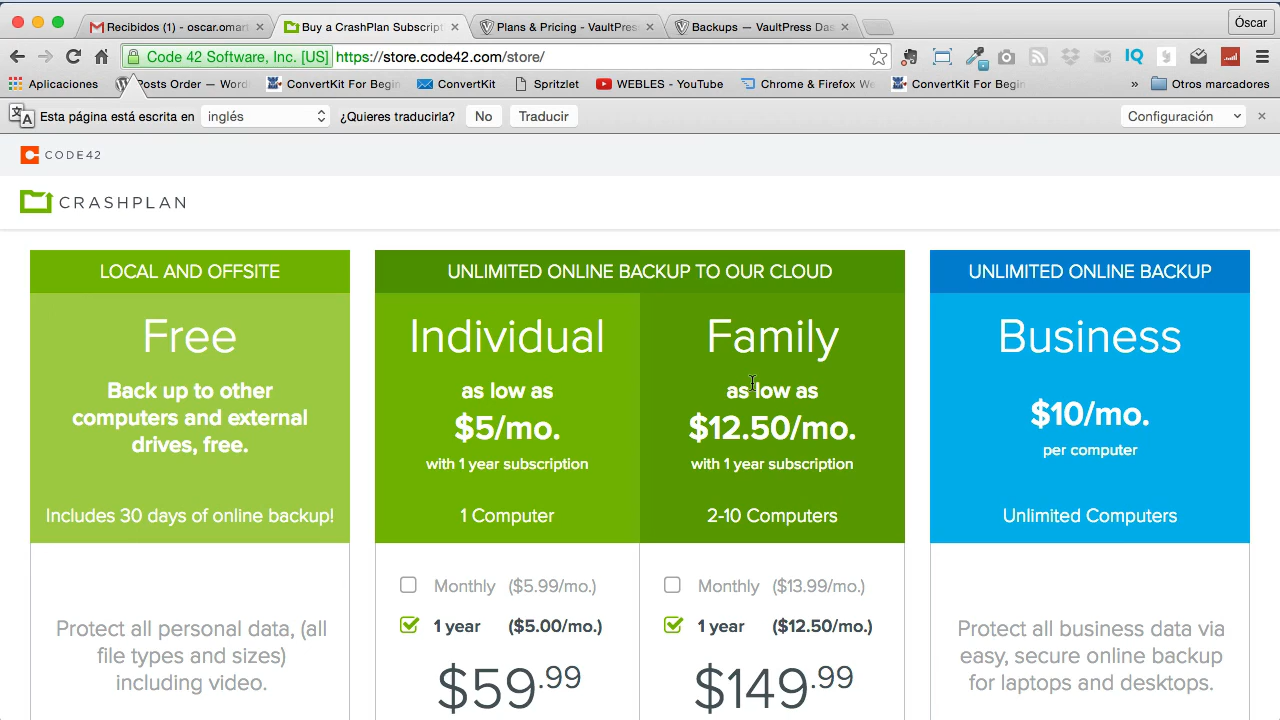 Recibidos (1) - oscar.omar
Buy a CrashPlan Subscript
Plans & Pricing - VaultPres
Backups — VaultPress Das
Óscar
Code 42 Software, Inc. [US]
https://store.code42.com/store/
Aplicaciones
Posts Order — Word
ConvertKit For Begin
ConvertKit
Spritzlet
WEBLES - YouTube
Chrome & Firefox We
ConvertKit For Begin
»
Otros marcadores
Esta página está escrita en
inglés
¿Quieres traducirla?
No
Traducir
Configuración
CODE42
CRASHPLAN
LOCAL AND OFFSITE
Free
Back up to other
computers and external
drives, free.
Includes 30 days of online backup!
Protect all personal data, (all
file types and sizes)
including video.
UNLIMITED ONLINE BACKUP TO OUR CLOUD
Individual
as low as
$5/mo.
with 1 year subscription
1 Computer
Monthly ($5.99/mo.)
1 year ($5.00/mo.)
$59.99
Family
as low as
$12.50/mo.
with 1 year subscription
2-10 Computers
Monthly ($13.99/mo.)
1 year ($12.50/mo.)
$149.99
UNLIMITED ONLINE BACKUP
Business
$10/mo.
per computer
Unlimited Computers
Protect all business data via
easy, secure online backup
for laptops and desktops.